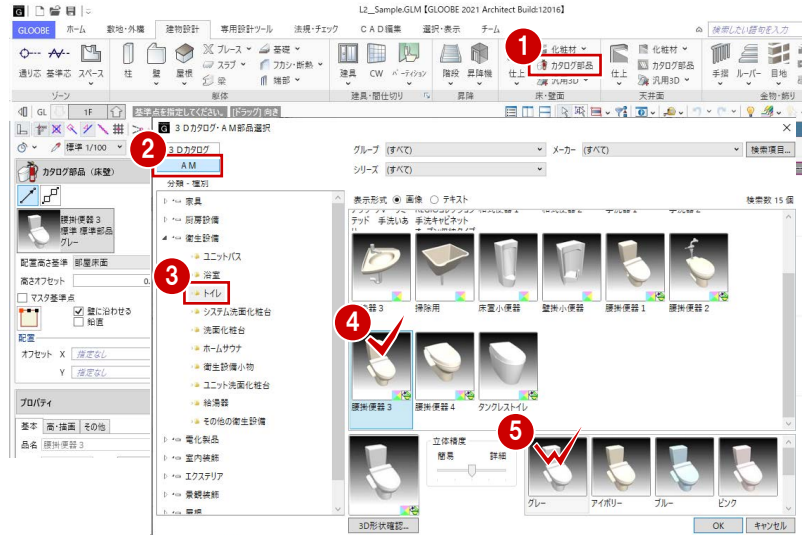 L2_Sample.GLM【GLOOBE 2021 Architect Build:12016】
GLOOBE ホーム 敷地・外構 建物設計 専用設計ツール 法規・チェック CAD編集 選択・表示 チーム 検索したい語句を入力
1
通り芯 基準芯 スペース 柱 壁 屋根 ブレース 基礎 建具 CW パーティション 階段 昇降機 仕上 化粧材 仕上 化粧材 手摺 ルーバー 目地
スラブ フカシ・断熱 カタログ部品 カタログ部品
梁 端部 汎用3D 汎用3D
ゾーン 躯体 建具・間仕切り 昇降 床・壁面 天井面 金物・飾り
GL 1F 基準点を指定してください。 [ドラッグ] 向き
標準 1/100
カタログ部品（床壁）
腰掛便器 3
標準 標準部品
グレー
配置高さ基準 部屋床面
高さオフセット 0.
マスク基準点
壁に沿わせる
鉛直
配置
オフセット X 指定なし
Y 指定なし
プロパティ
基本 高・描画 その他
品名 腰掛便器 3
3Dカタログ・AM部品選択
2
3 Dカタログ
AM
グループ (すべて) メーカー (すべて) 検索項目...
シリーズ (すべて)
分類 - 種別
家具
厨房設備
衛生設備
ユニットバス
浴室
3
トイレ
システム洗面化粧台
洗面化粧台
ホームサウナ
衛生設備小物
ユニット洗面化粧台
給湯器
その他の衛生設備
電化製品
室内装飾
エクステリア
景観装飾
表示形式 画像 テキスト 検索数 15 個
テッド 手洗いあ 手洗キャビネット
掃除用 床置小便器 壁掛小便器 腰掛便器 1 腰掛便器 2
4
腰掛便器 3 腰掛便器 4 タンクレストイレ
立体精度
簡易 詳細
3D形状確認...
5
グレー アイボリー ブルー ピンク
OK キャンセル